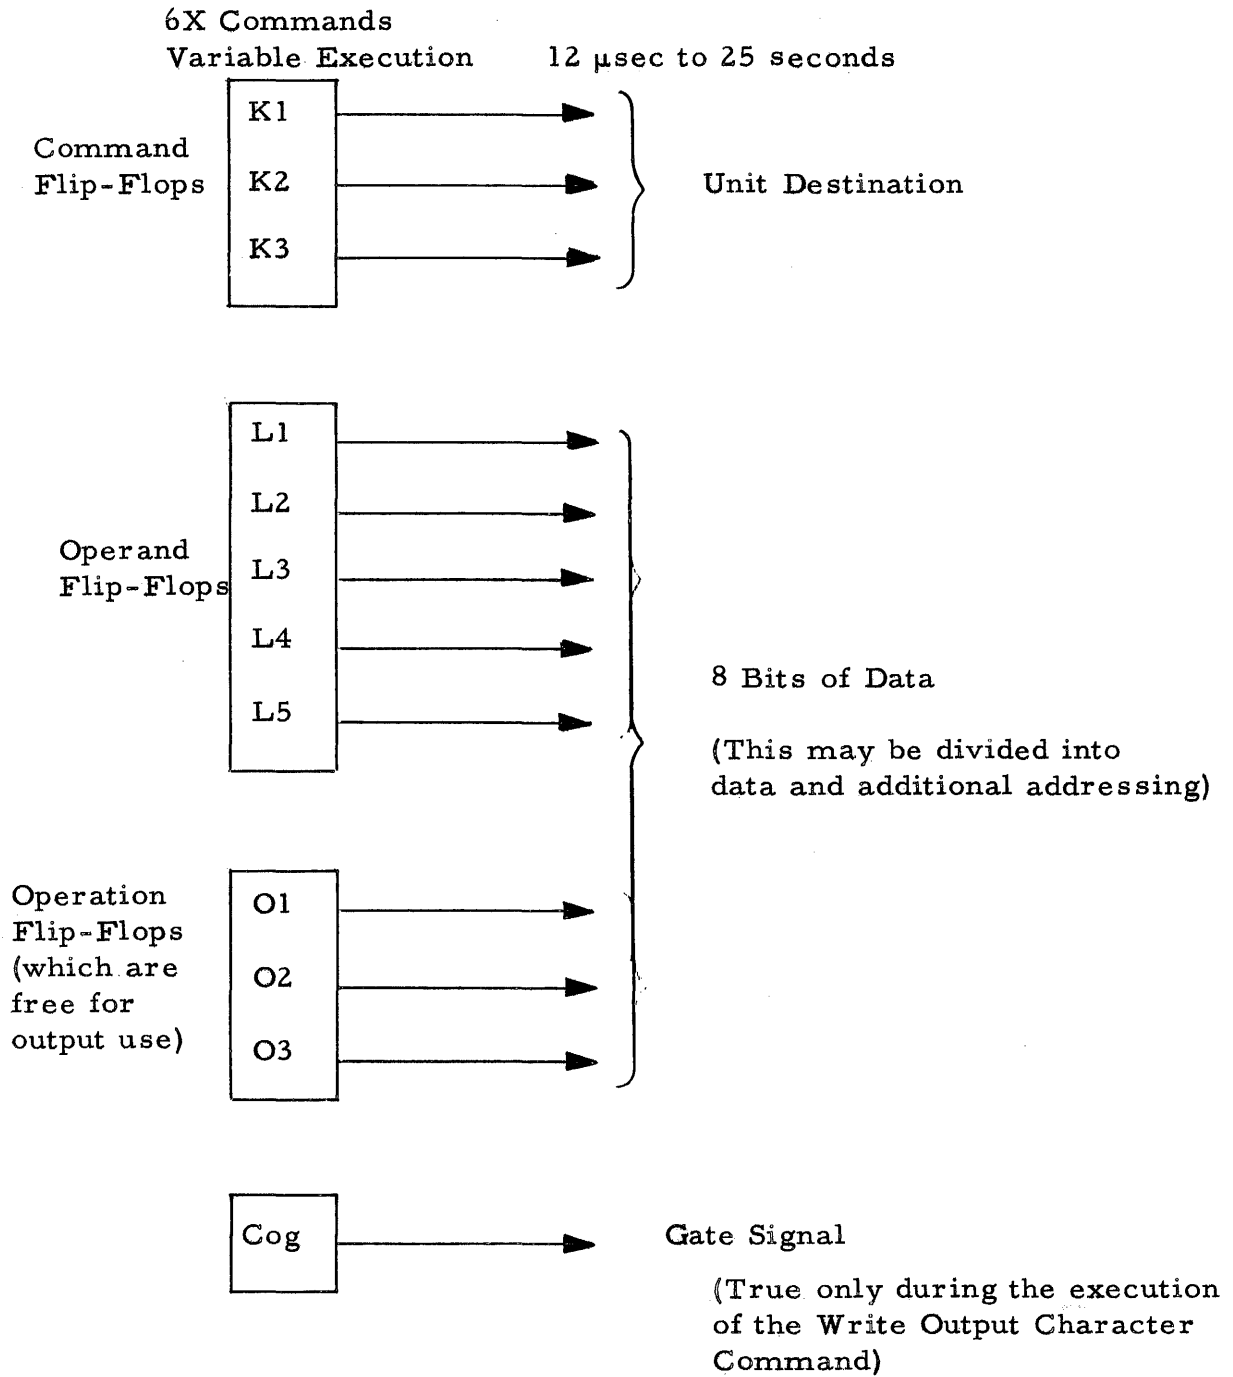 6X Commands
Variable Execution 12 μsec to 25 seconds
Command
Flip-Flops
K1
K2
K3
Unit Destination
Operand
Flip-Flops
L1
L2
L3
L4
L5
8 Bits of Data
(This may be divided into
data and additional addressing)
Operation
Flip-Flops
(which are
free for
output use)
O1
O2
O3
Cog
Gate Signal
(True only during the execution
of the Write Output Character
Command)